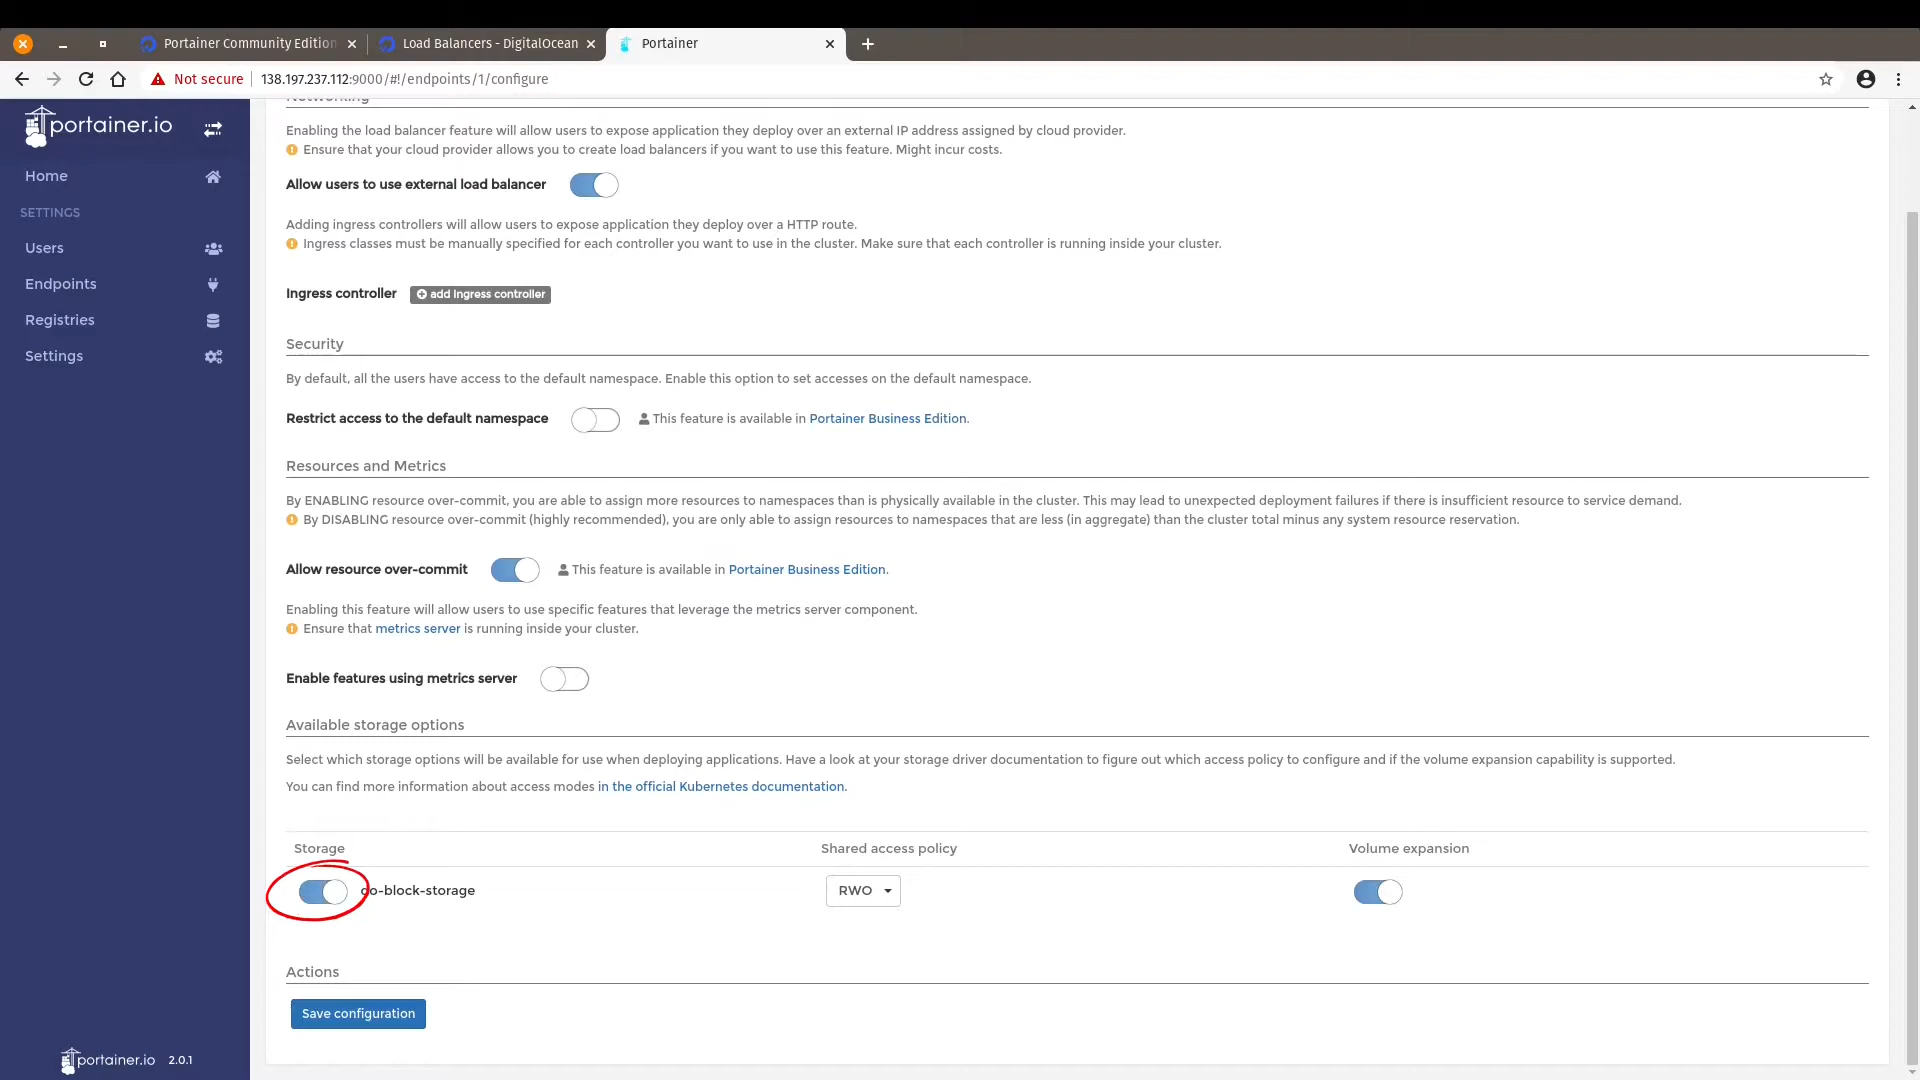 Portainer Community Edition
Load Balancers - DigitalOcean
Portainer
Not secure
138.197.237.112:9000/#!/endpoints/1/configure
portainer.io
Home
SETTINGS
Users
Endpoints
Registries
Settings
portainer.io 2.0.1
Networking
Enabling the load balancer feature will allow users to expose application they deploy over an external IP address assigned by cloud provider.
Ensure that your cloud provider allows you to create load balancers if you want to use this feature. Might incur costs.
Allow users to use external load balancer
Adding ingress controllers will allow users to expose application they deploy over a HTTP route.
Ingress classes must be manually specified for each controller you want to use in the cluster. Make sure that each controller is running inside your cluster.
Ingress controller add ingress controller
Security
By default, all the users have access to the default namespace. Enable this option to set accesses on the default namespace.
Restrict access to the default namespace This feature is available in Portainer Business Edition.
Resources and Metrics
By ENABLING resource over-commit, you are able to assign more resources to namespaces than is physically available in the cluster. This may lead to unexpected deployment failures if there is insufficient resource to service demand.
By DISABLING resource over-commit (highly recommended), you are only able to assign resources to namespaces that are less (in aggregate) than the cluster total minus any system resource reservation.
Allow resource over-commit This feature is available in Portainer Business Edition.
Enabling this feature will allow users to use specific features that leverage the metrics server component.
Ensure that metrics server is running inside your cluster.
Enable features using metrics server
Available storage options
Select which storage options will be available for use when deploying applications. Have a look at your storage driver documentation to figure out which access policy to configure and if the volume expansion capability is supported.
You can find more information about access modes in the official Kubernetes documentation.
Storage Shared access policy Volume expansion
do-block-storage RWO
Actions
Save configuration